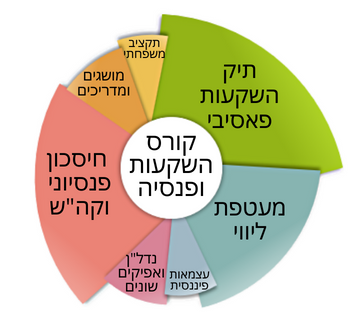 קורס
השקעות
ופנסיה
תיק
השקעות
פאסיבי
מעטפת
ליווי
עצמאות
פיננסית
נדל"ן
ואפיקים
שונים
חיסכון
פנסיוני
וקה"ש
מושגים
ומדריכים
תקציב
משפחתי